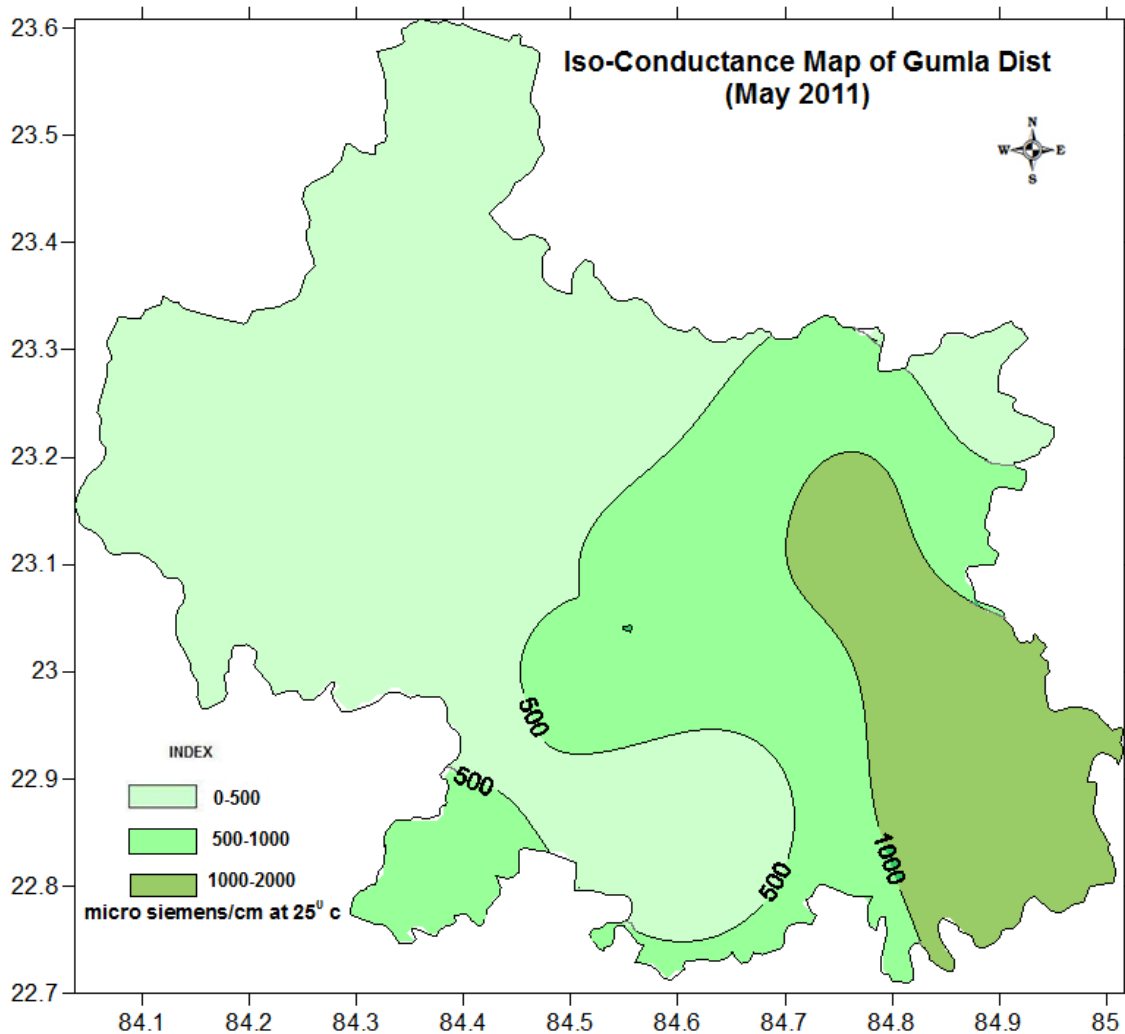 Iso-Conductance Map of Gumla Dist
(May 2011)
N
W E
S
23.6
23.5
23.4
23.3
23.2
23.1
23
22.9
22.8
22.7
500
500
500
1000
INDEX
0-500
500-1000
1000-2000
micro siemens/cm at 25⁰ c
84.1 84.2 84.3 84.4 84.5 84.6 84.7 84.8 84.9 85